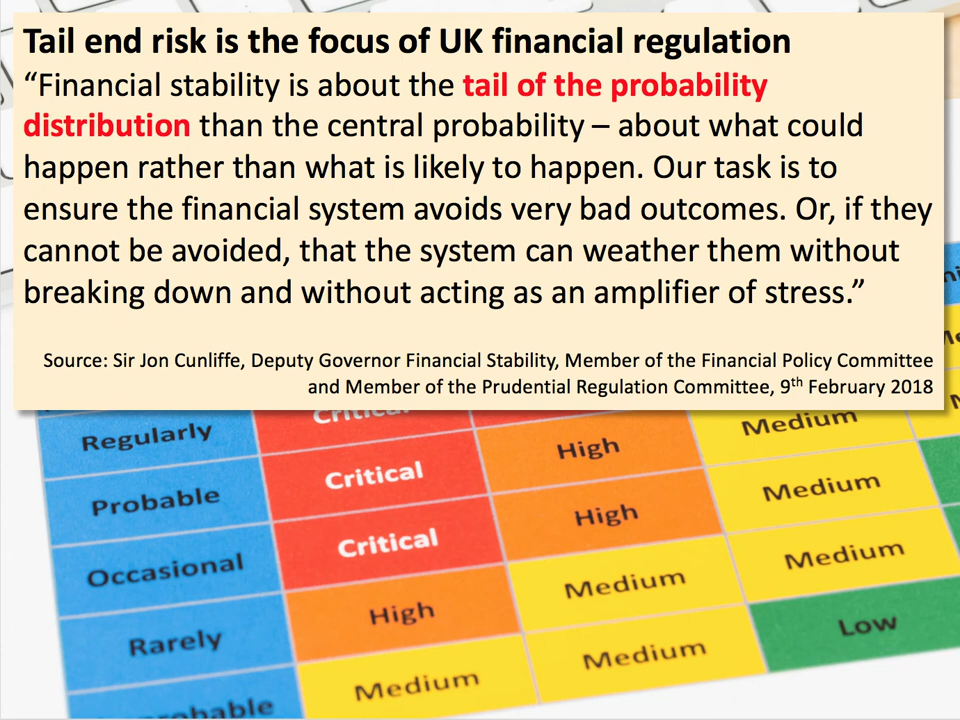 Tail end risk is the focus of UK financial regulation
“Financial stability is about the tail of the probability
distribution than the central probability – about what could
happen rather than what is likely to happen. Our task is to
ensure the financial system avoids very bad outcomes. Or, if they
cannot be avoided, that the system can weather them without
breaking down and without acting as an amplifier of stress.”
Source: Sir Jon Cunliffe, Deputy Governor Financial Stability, Member of the Financial Policy Committee
and Member of the Prudential Regulation Committee, 9th February 2018
Regularly Critical Medium
Probable Critical High Medium
Occasional Critical High Medium
Rarely High Medium Low
Medium Medium